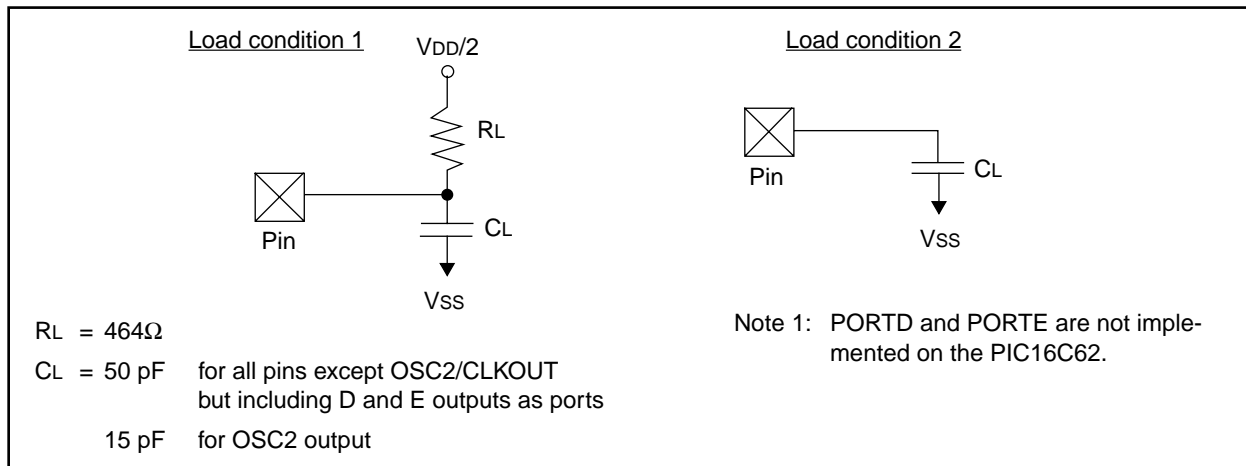 Load condition 1
VDD/2
RL
Pin
CL
VSS
RL = 464Ω
CL = 50 pF for all pins except OSC2/CLKOUT
but including D and E outputs as ports
15 pF for OSC2 output
Load condition 2
Pin
CL
VSS
Note 1: PORTD and PORTE are not imple-
mented on the PIC16C62.